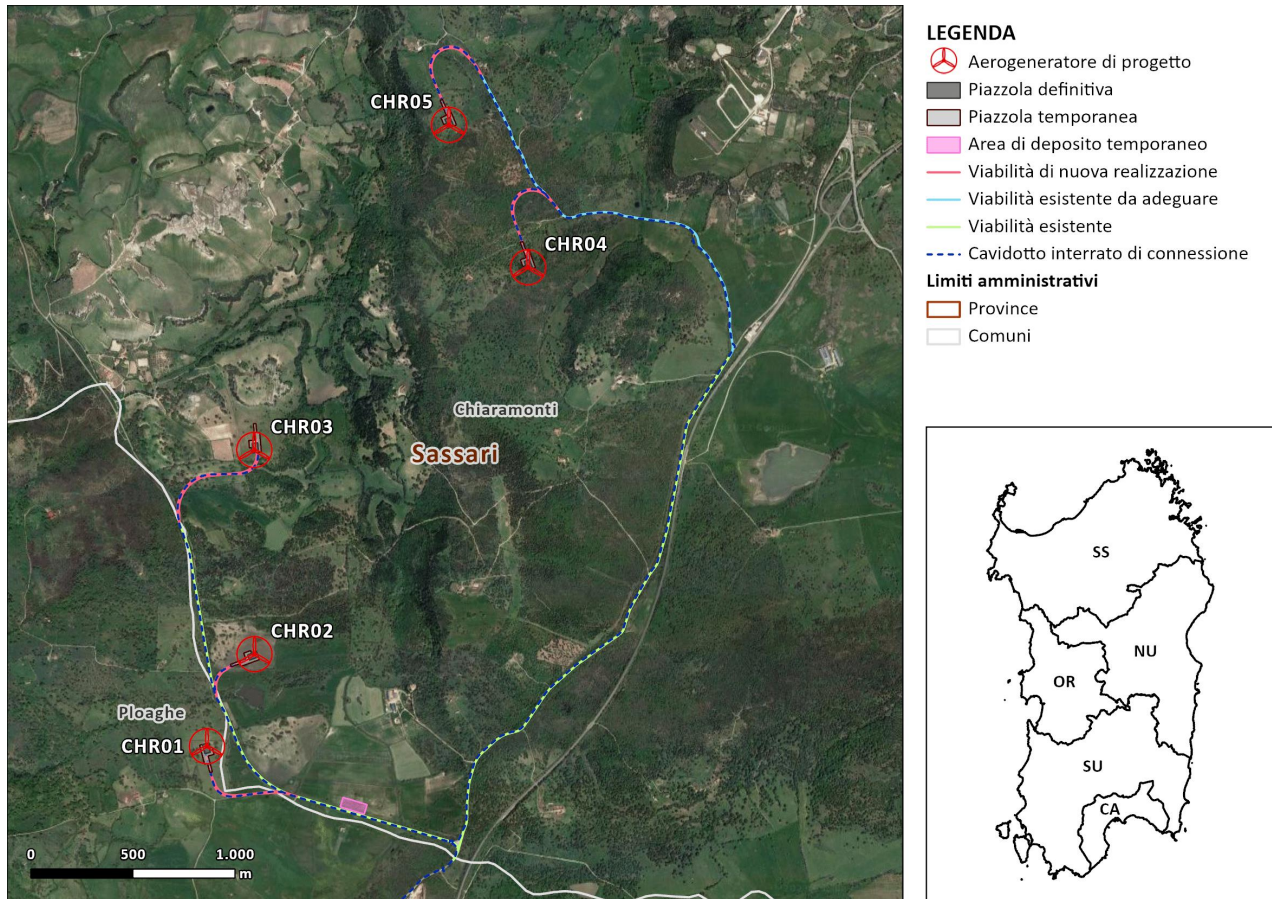 CHR05
CHR04
CHR03
Chiaramonti
Sassari
CHR02
Ploaghe
CHR01
0 500 1.000
m
LEGENDA
Aerogeneratore di progetto
Piazzola definitiva
Piazzola temporanea
Area di deposito temporaneo
Viabilità di nuova realizzazione
Viabilità esistente da adeguare
Viabilità esistente
Cavidotto interrato di connessione
Limiti amministrativi
Province
Comuni
SS
NU
OR
SU
CA